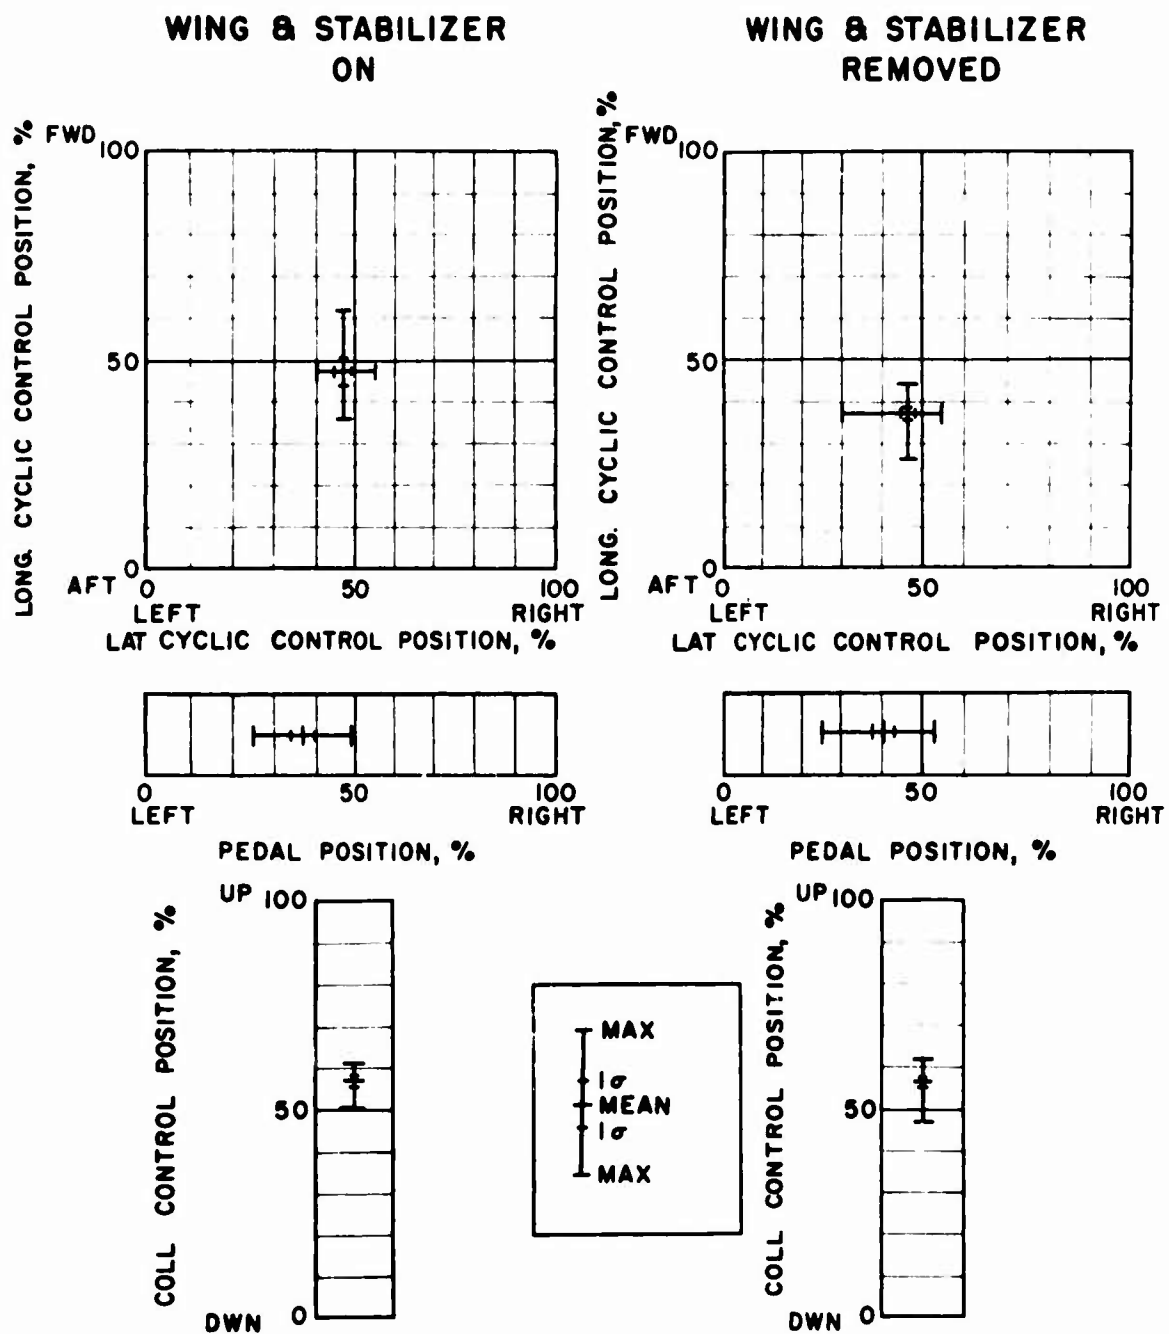 WING & STABILIZER
ON
LONG. CYCLIC CONTROL POSITION, %
FWD
100
50
0
AFT
0
50
100
LEFT
RIGHT
LAT CYCLIC CONTROL POSITION, %
0
50
100
LEFT
RIGHT
PEDAL POSITION, %
COLL CONTROL POSITION, %
UP 100
50
0
DWN
WING & STABILIZER
REMOVED
LONG. CYCLIC CONTROL POSITION, %
FWD
100
50
0
AFT
0
50
100
LEFT
RIGHT
LAT CYCLIC CONTROL POSITION, %
0
50
100
LEFT
RIGHT
PEDAL POSITION, %
MAX
1σ
MEAN
1σ
MAX
COLL CONTROL POSITION, %
UP 100
50
0
DWN